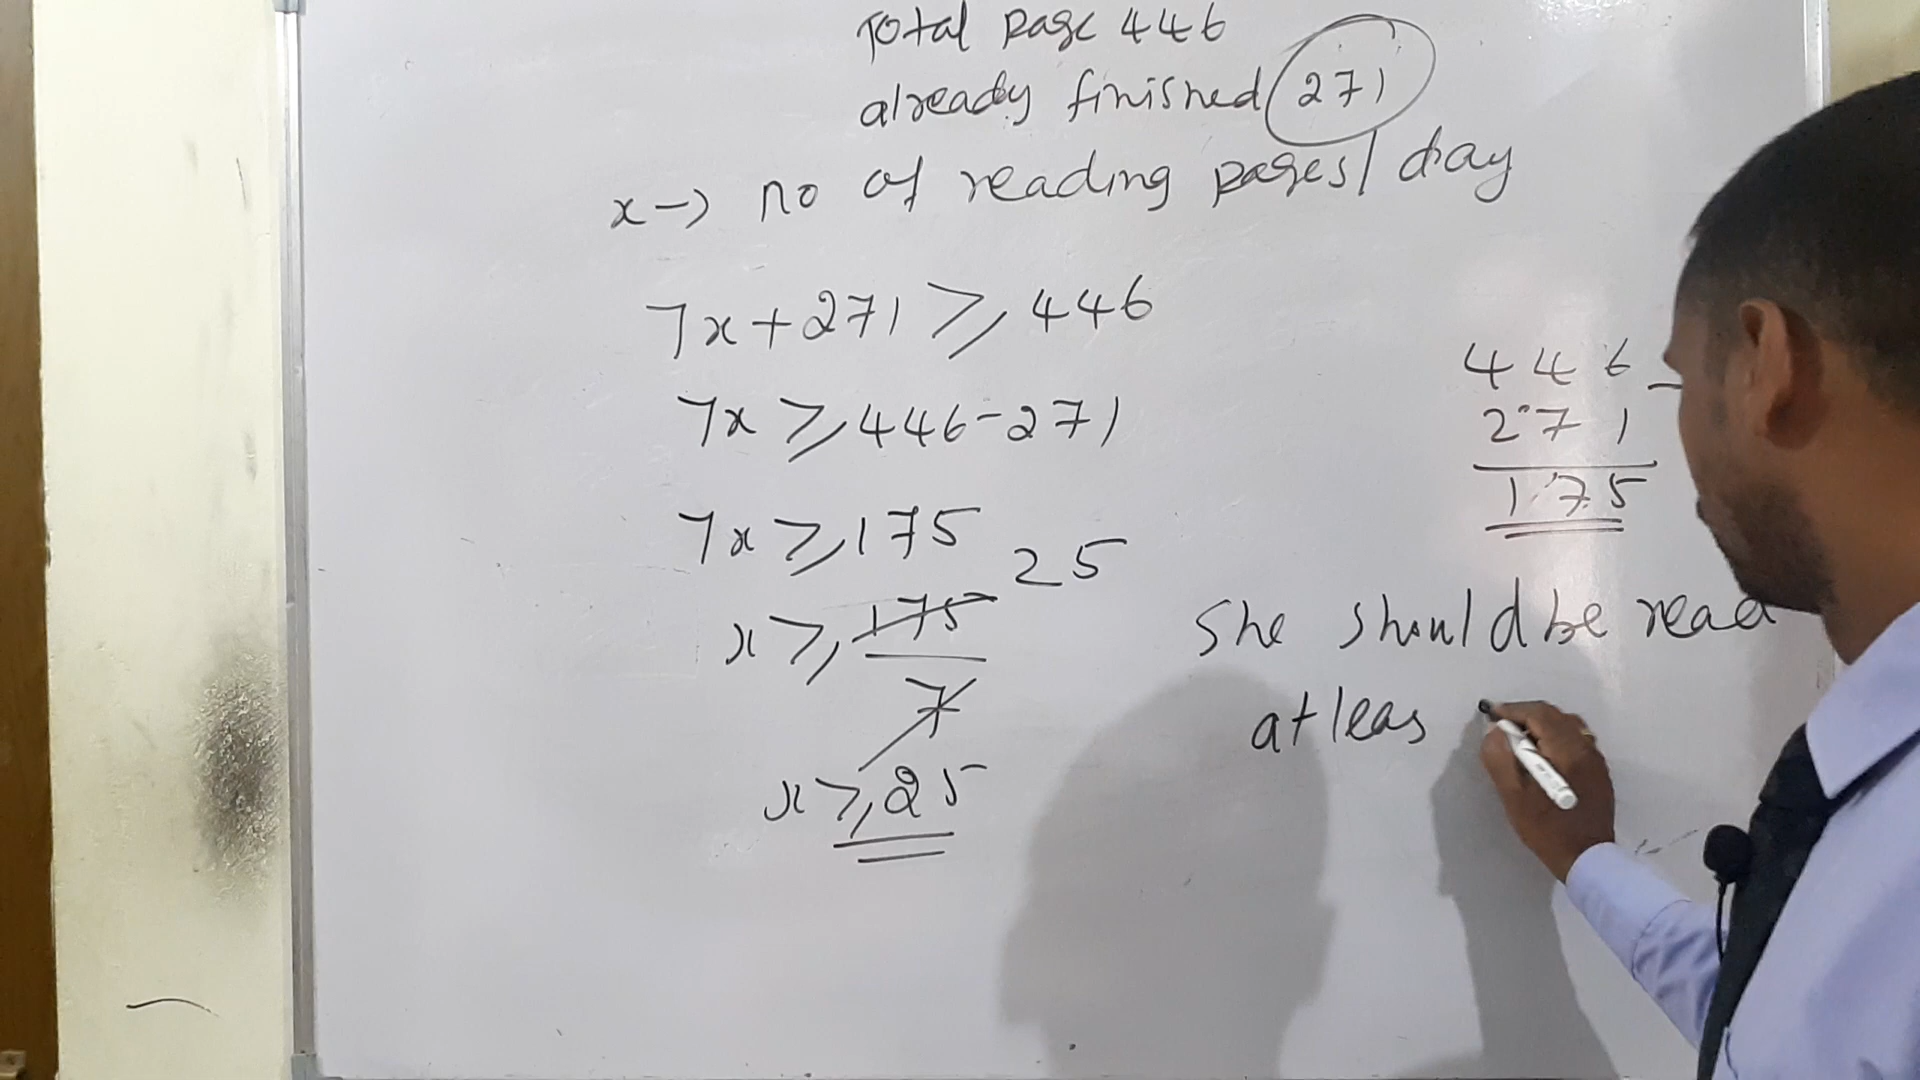 Total page 446
already finished 271
x → no of reading pages/day
7x + 271 ≥ 446
7x ≥ 446 - 271
7x ≥ 175
x ≥ 175 25
7
x ≥ 25
446 -
271
175
She should be read
atleas